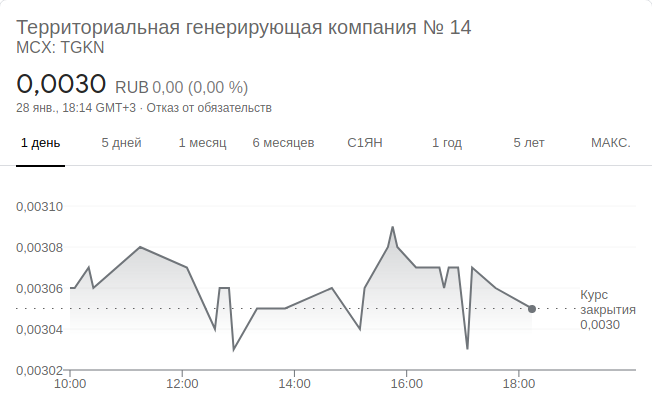 Территориальная генерирующая компания № 14
MCX: TGKN
0,0030 RUB 0,00 (0,00 %)
28 янв., 18:14 GMT+3 · Отказ от обязательств
1 день 5 дней 1 месяц 6 месяцев С1ЯН 1 год 5 лет МАКС.
0,00310
0,00308
0,00306
0,00304
0,00302
Курс
закрытия
0,0030
10:00 12:00 14:00 16:00 18:00